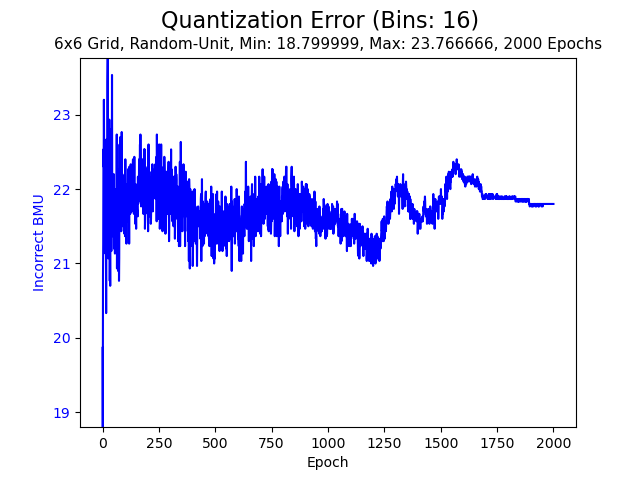 Quantization Error (Bins: 16)
6x6 Grid, Random-Unit, Min: 18.799999, Max: 23.766666, 2000 Epochs
23
22
21
20
19
Incorrect BMU
0 250 500 750 1000 1250 1500 1750 2000
Epoch